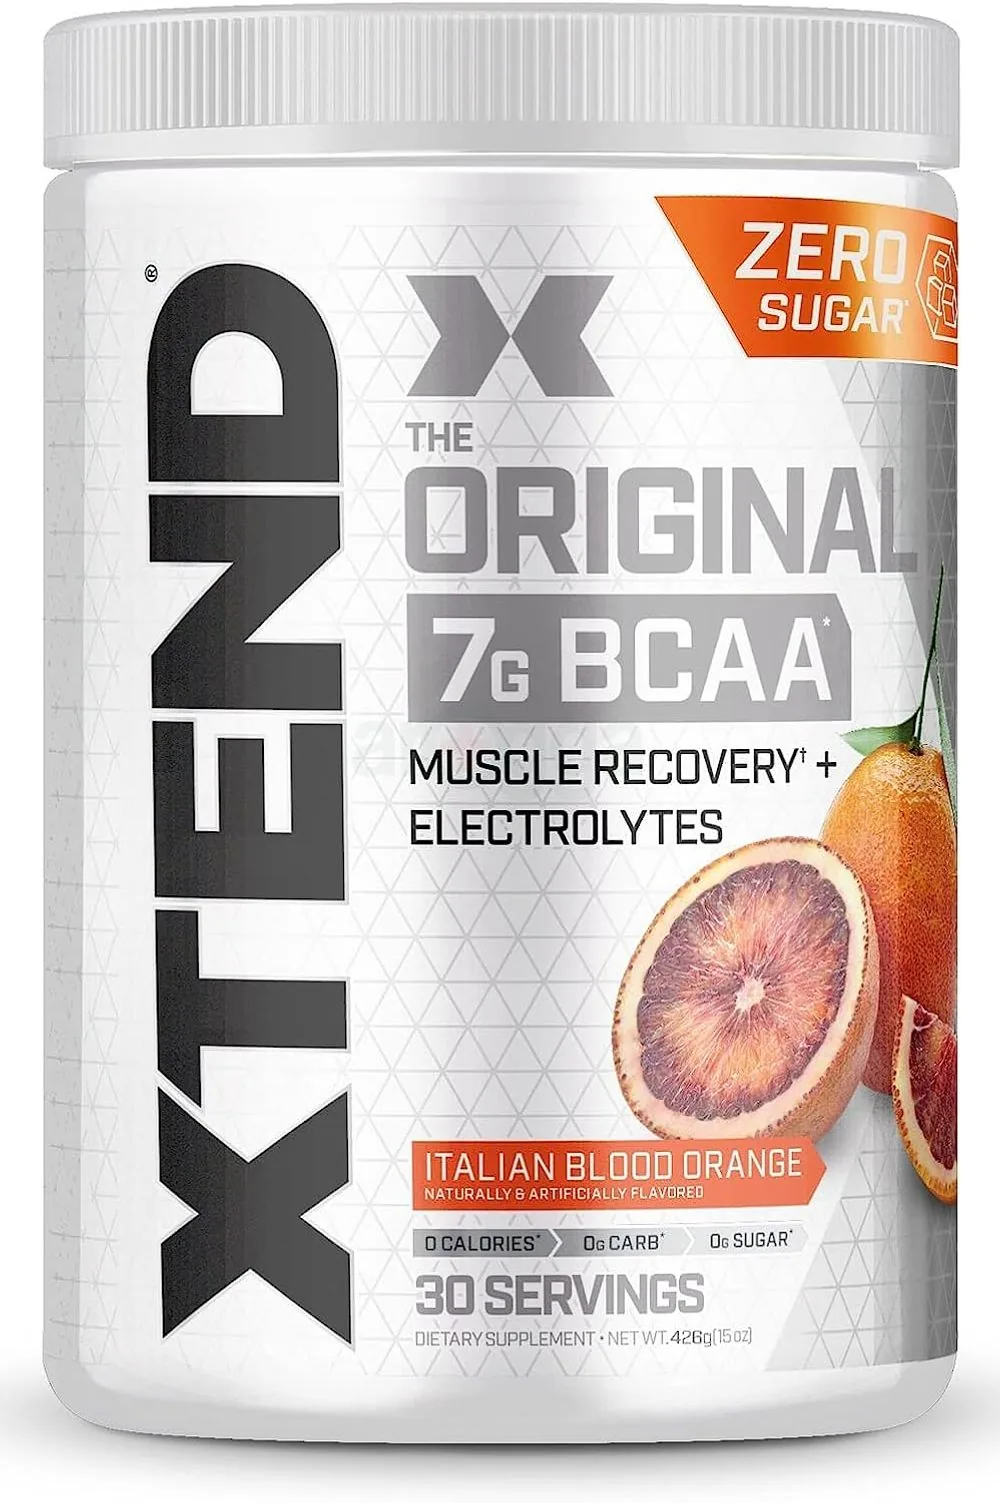 XTEND®
ZERO
SUGAR*
X
THE
ORIGINAL
7G BCAA*
MUSCLE RECOVERY† +
ELECTROLYTES
ITALIAN BLOOD ORANGE
NATURALLY & ARTIFICIALLY FLAVORED
0 CALORIES* 0G CARB* 0G SUGAR*
30 SERVINGS
DIETARY SUPPLEMENT • NET WT. 426g (15 oz)